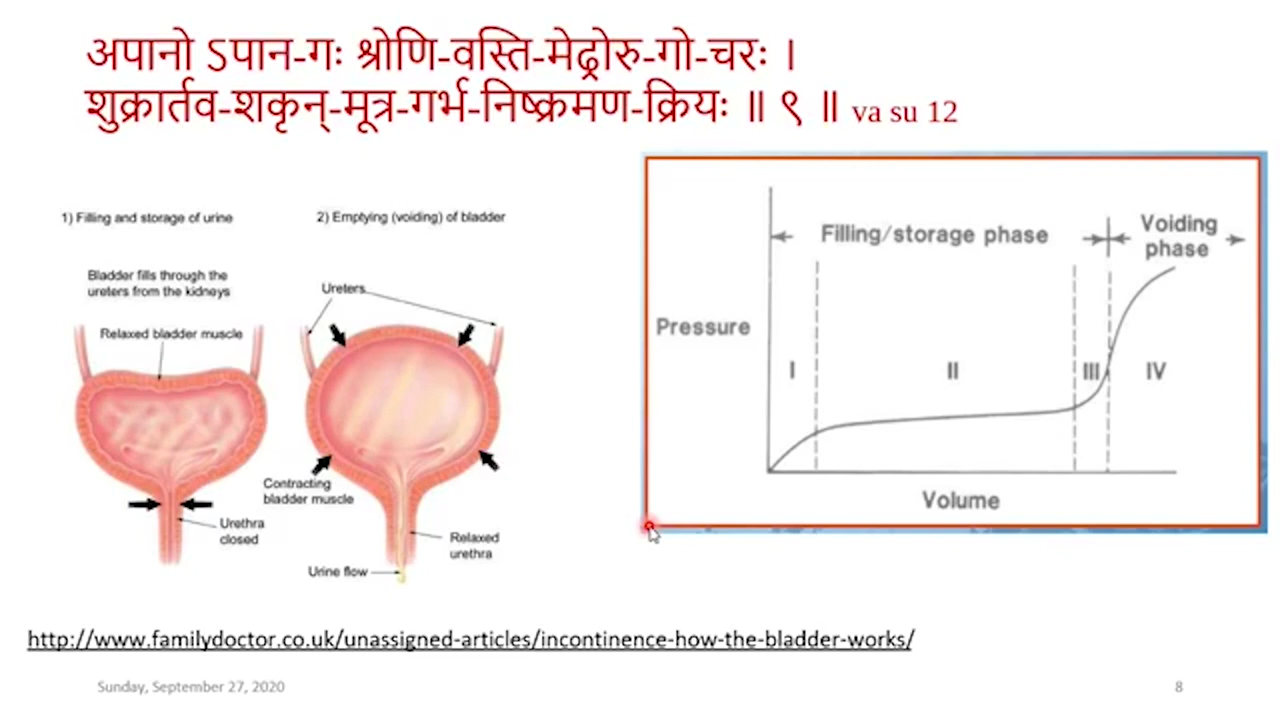 अपानो ऽपान-गः श्रोणि-वस्ति-मेढ्रोरु-गो-चरः ।
शुक्रार्तव-शकृन्-मूत्र-गर्भ-निष्क्रमण-क्रियः ॥ ९ ॥ va su 12
1) Filling and storage of urine
2) Emptying (voiding) of bladder
Bladder fills through the
ureters from the kidneys
Relaxed bladder muscle
Ureters
Contracting
bladder muscle
Urethra
closed
Relaxed
urethra
Urine flow
Filling/storage phase
Voiding
phase
Pressure
I
II
III
IV
Volume
http://www.familydoctor.co.uk/unassigned-articles/incontinence-how-the-bladder-works/
Sunday, September 27, 2020
8